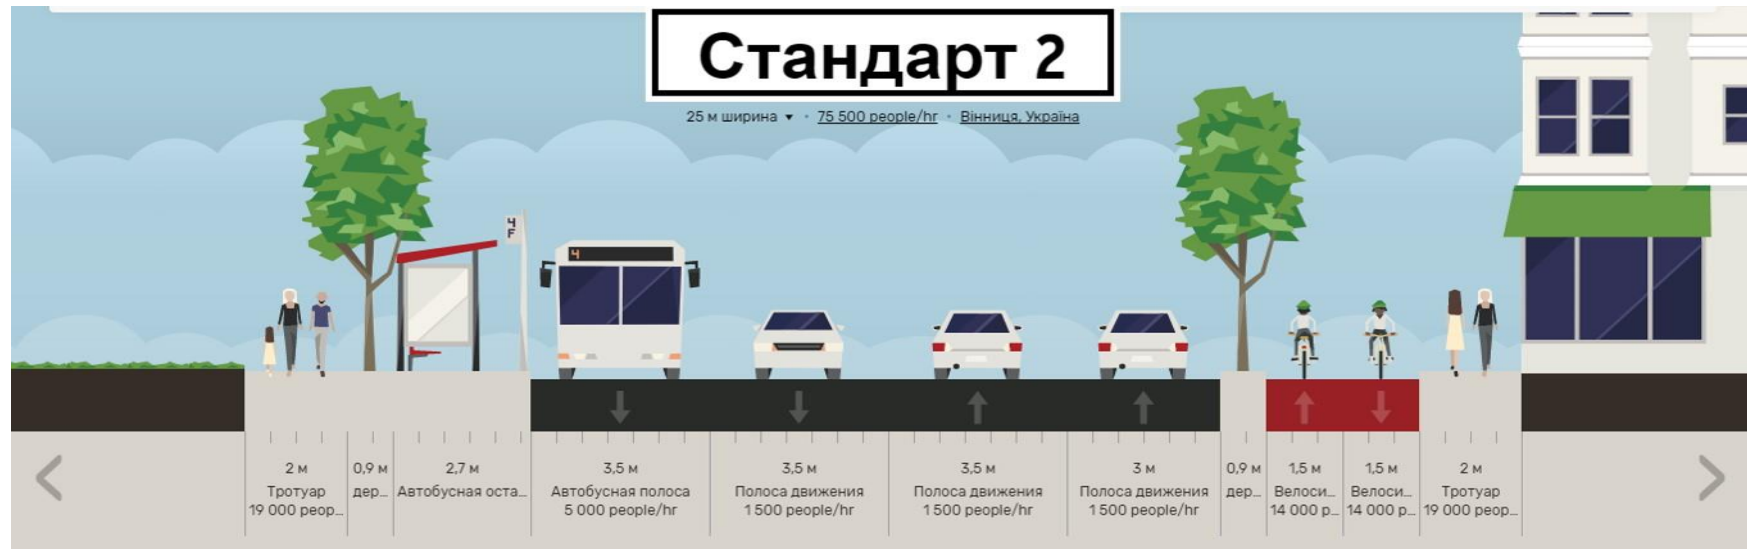 Стандарт 2
25 м ширина ▾ · 75 500 people/hr · Вінниця, Україна
4
F
4
2 м
Тротуар
19 000 peop...
0,9 м
дер...
2,7 м
Автобусная оста...
3,5 м
Автобусная полоса
5 000 people/hr
3,5 м
Полоса движения
1 500 people/hr
3,5 м
Полоса движения
1 500 people/hr
3 м
Полоса движения
1 500 people/hr
0,9 м
дер...
1,5 м
Велоси...
14 000 p...
1,5 м
Велоси...
14 000 p...
2 м
Тротуар
19 000 peop...